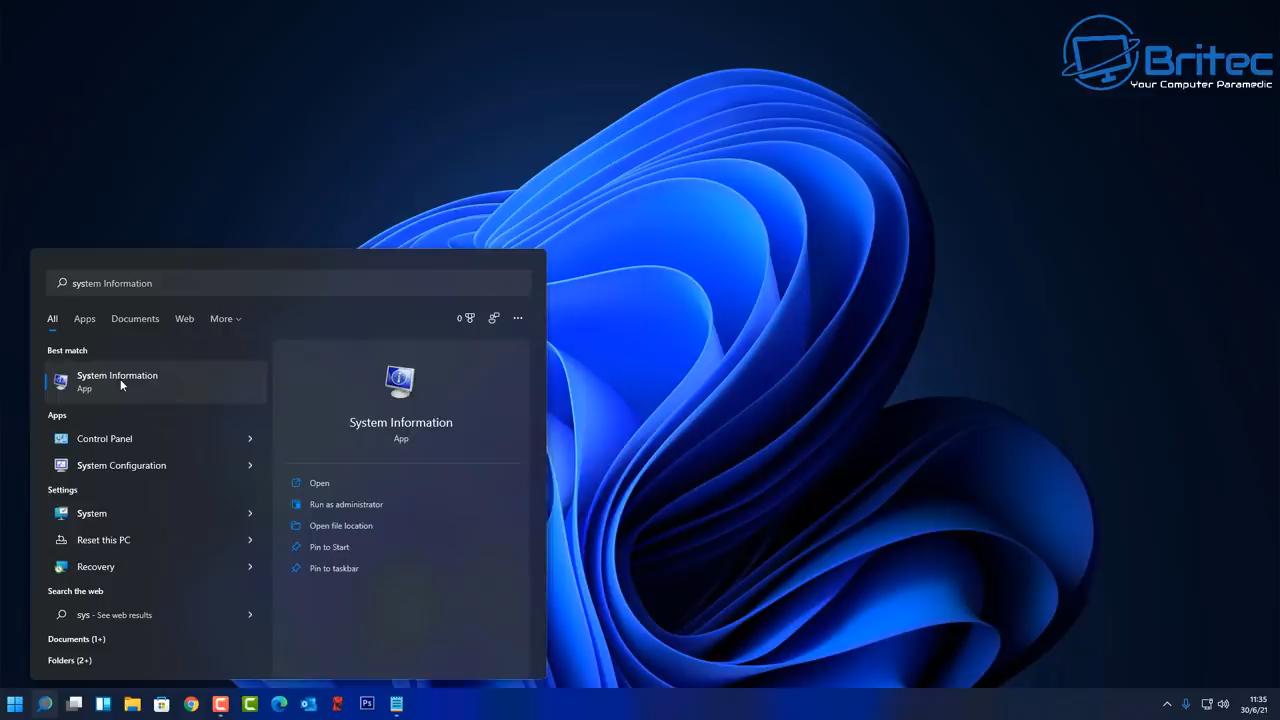 Britec
Your Computer Paramedic
system Information
All Apps Documents Web More 0
Best match
System Information
App
Apps
Control Panel
System Configuration
Settings
System
Reset this PC
Recovery
Search the web
sys - See web results
Documents (1+)
Folders (2+)
System Information
App
Open
Run as administrator
Open file location
Pin to Start
Pin to taskbar
Ps
11:35
30/6/21